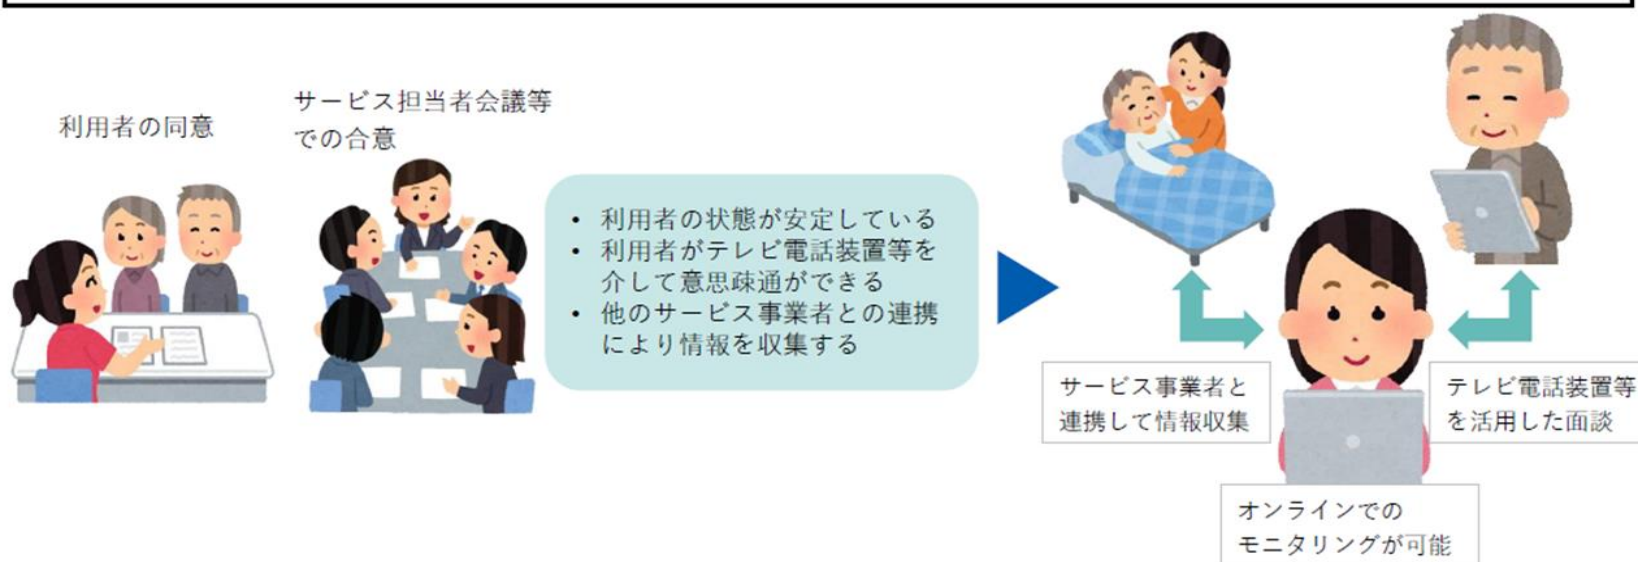 利用者の同意
サービス担当者会議等
での合意
• 利用者の状態が安定している
• 利用者がテレビ電話装置等を
介して意思疎通ができる
• 他のサービス事業者との連携
により情報を収集する
サービス事業者と
連携して情報収集
テレビ電話装置等
を活用した面談
オンラインでの
モニタリングが可能